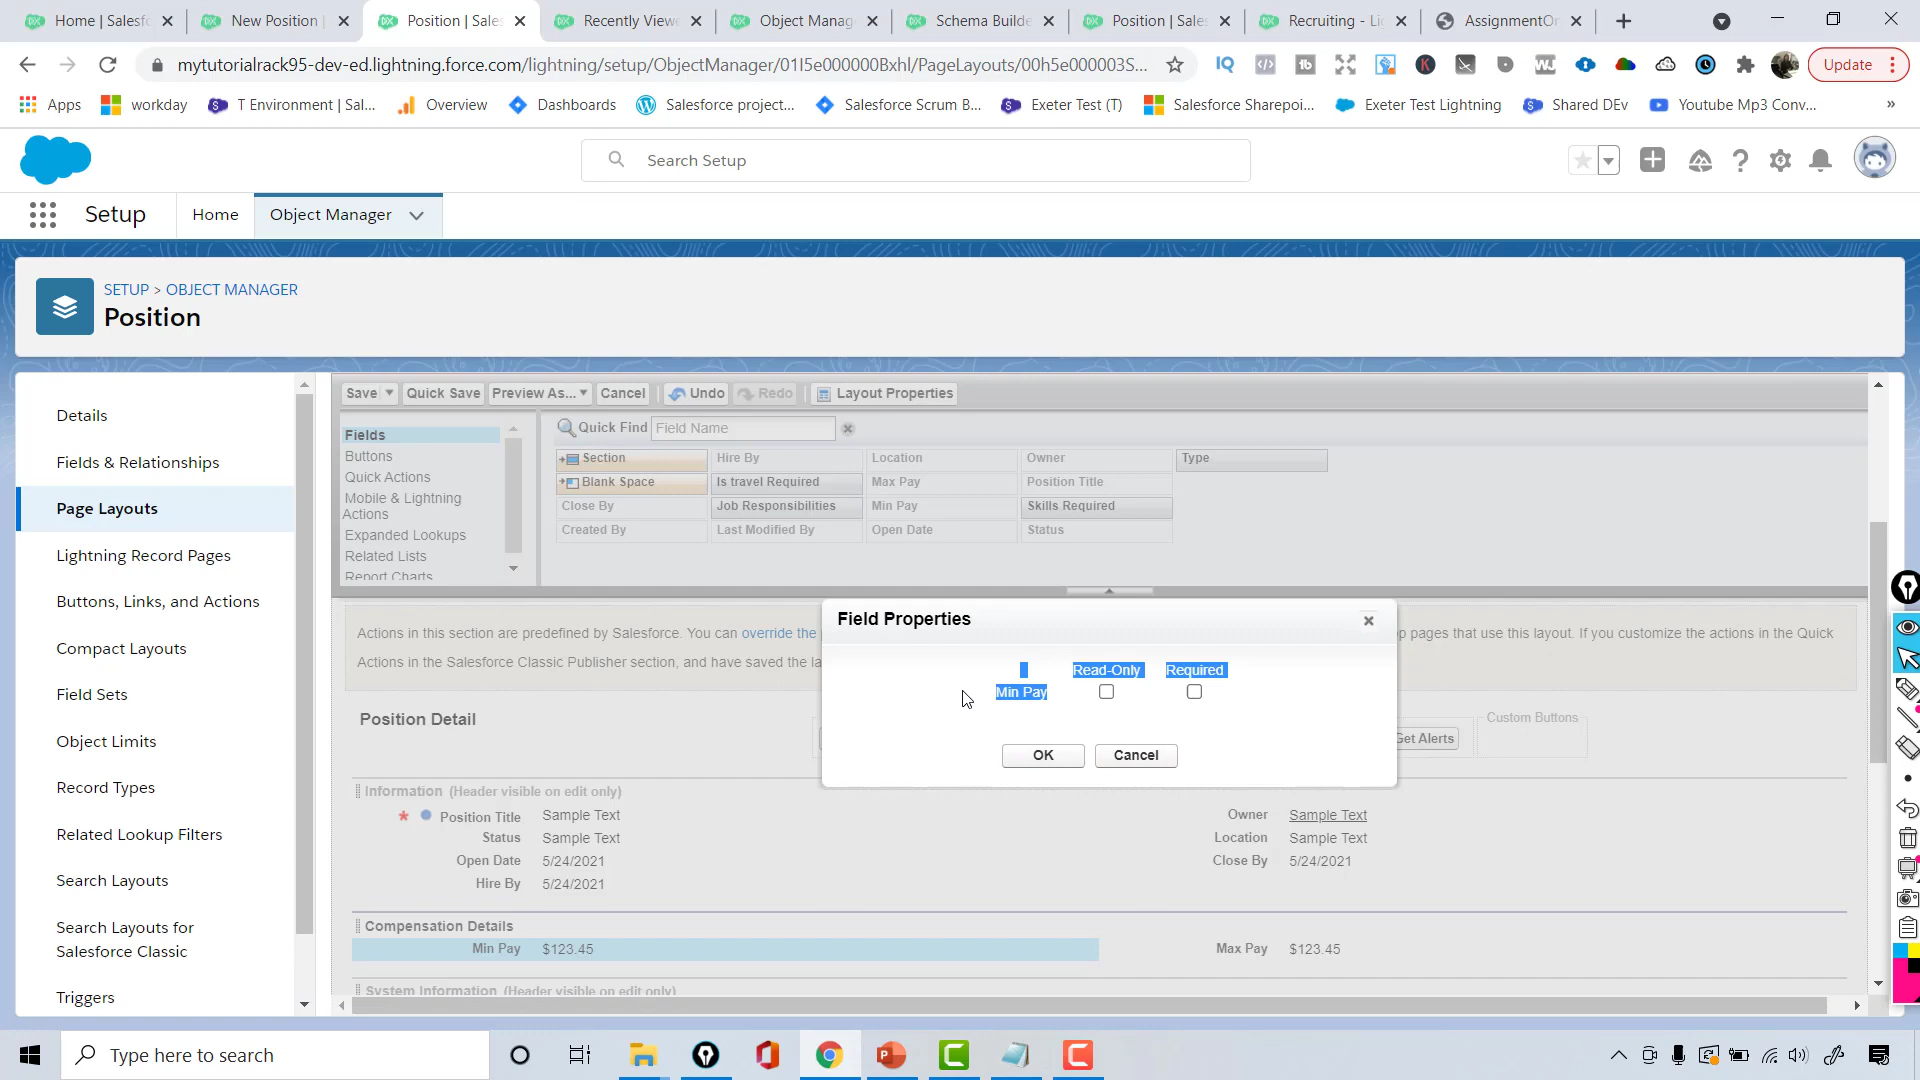 Home | Salesfo
New Position |
Position | Sales
Recently Viewe
Object Manag
Schema Builde
Position | Sales
Recruiting - Li
AssignmentOn
mytutorialrack95-dev-ed.lightning.force.com/lightning/setup/ObjectManager/01I5e000000Bxhl/PageLayouts/00h5e000003S...
Update
Apps
workday
T Environment | Sal...
Overview
Dashboards
Salesforce project...
Salesforce Scrum B...
Exeter Test (T)
Salesforce Sharepoi...
Exeter Test Lightning
Shared DEv
Youtube Mp3 Conv...
»
Search Setup
Setup
Home
Object Manager
SETUP > OBJECT MANAGER
Position
Details
Fields & Relationships
Page Layouts
Lightning Record Pages
Buttons, Links, and Actions
Compact Layouts
Field Sets
Object Limits
Record Types
Related Lookup Filters
Search Layouts
Search Layouts for
Salesforce Classic
Triggers
Save
Quick Save
Preview As...
Cancel
Undo
Redo
Layout Properties
Fields
Buttons
Quick Actions
Mobile & Lightning
Actions
Expanded Lookups
Related Lists
Report Charts
Quick Find
Field Name
Section
Hire By
Location
Owner
Type
Blank Space
Is travel Required
Max Pay
Position Title
Close By
Job Responsibilities
Min Pay
Skills Required
Created By
Last Modified By
Open Date
Status
Actions in this section are predefined by Salesforce. You can override the
p pages that use this layout. If you customize the actions in the Quick
Actions in the Salesforce Classic Publisher section, and have saved the la
Field Properties
Read-Only
Required
Min Pay
OK
Cancel
Position Detail
Custom Buttons
Get Alerts
Information (Header visible on edit only)
* Position Title Sample Text
Owner Sample Text
Status Sample Text
Location Sample Text
Open Date 5/24/2021
Close By 5/24/2021
Hire By 5/24/2021
Compensation Details
Min Pay $123.45
Max Pay $123.45
System Information (Header visible on edit only)
Type here to search